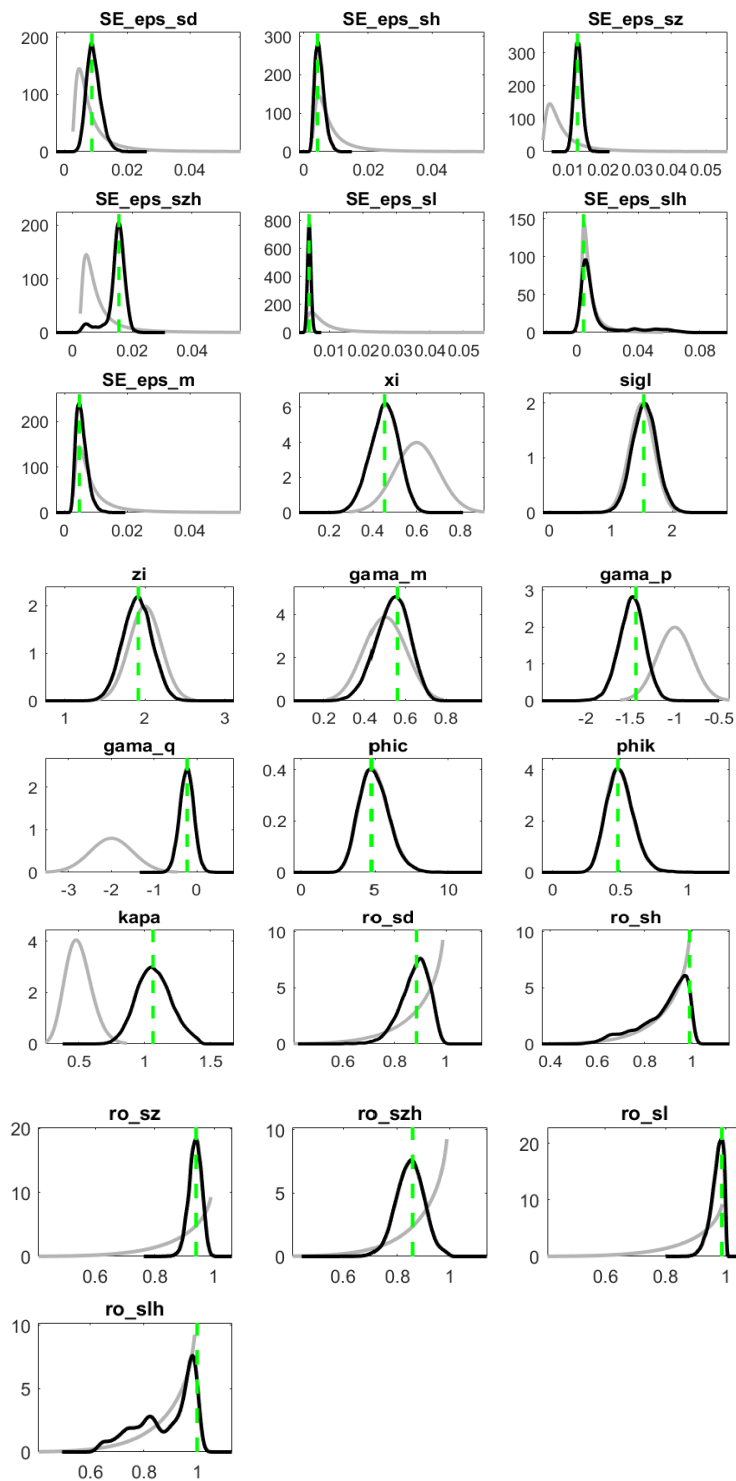 SE_eps_sd SE_eps_sh SE_eps_sz
200 300 300
100 200 200
0 100 100
0 0
0 0.02 0.04 0 0.02 0.04 0.01 0.02 0.03 0.04 0.05
SE_eps_szh SE_eps_sl SE_eps_slh
200 800 150
100 600 100
0 400 50
200 0
0
0 0.02 0.04 0.01 0.02 0.03 0.04 0.05 0 0.04 0.08
SE_eps_m xi sigl
200 6 2
100 4 1
0 2 0
0
0 0.02 0.04 0.2 0.4 0.6 0.8 0 1 2
zi gama_m gama_p
2 4 3
1 2 2
0 0 1
0
1 2 3 0.2 0.4 0.6 0.8 -2 -1.5 -1 -0.5
gama_q phic phik
2 0.4 4
1 0.2 2
0 0 0
-3 -2 -1 0 0 5 10 0 0.5 1
kapa ro_sd ro_sh
4 10 10
2 5 5
0 0 0
0.5 1 1.5 0.6 0.8 1 0.4 0.6 0.8 1
ro_sz ro_szh ro_sl
20 10 20
15 5 10
10 0 0
5
0
0.6 0.8 1 0.6 0.8 1 0.6 0.8 1
ro_slh
10
5
0
0.6 0.8 1